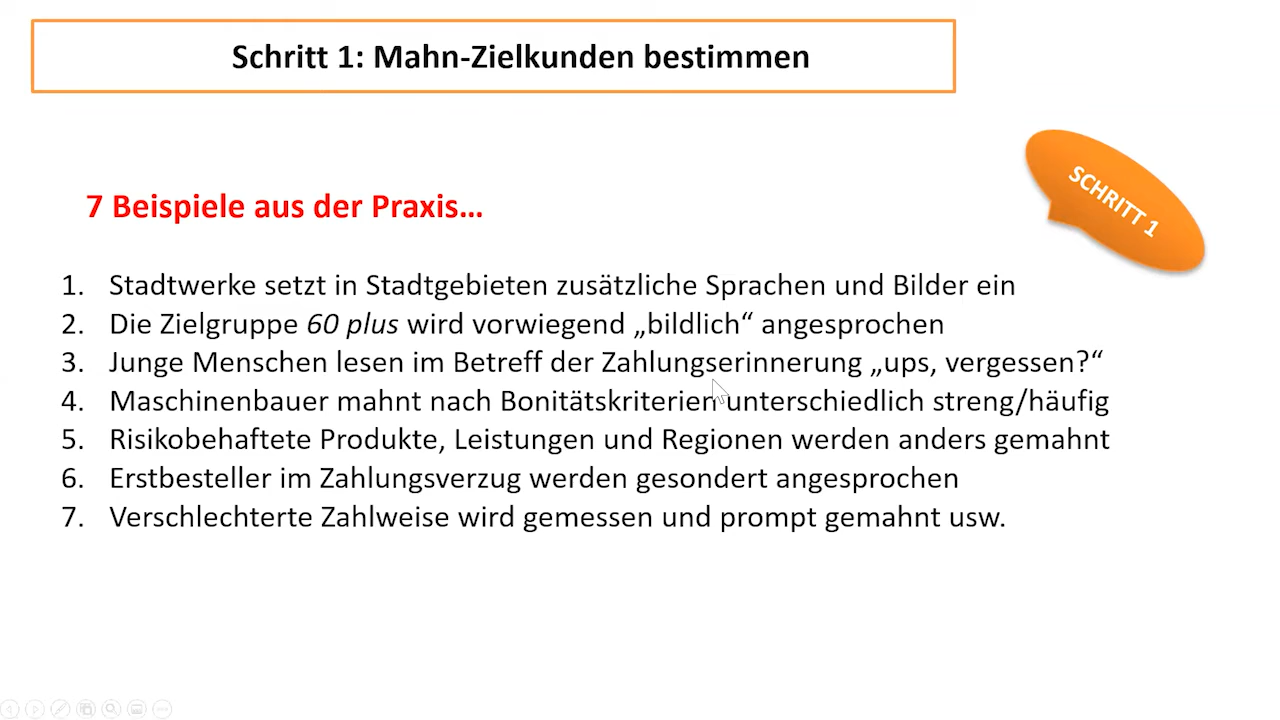 Schritt 1: Mahn-Zielkunden bestimmen
SCHRITT 1
7 Beispiele aus der Praxis...
1. Stadtwerke setzt in Stadtgebieten zusätzliche Sprachen und Bilder ein
2. Die Zielgruppe 60 plus wird vorwiegend „bildlich“ angesprochen
3. Junge Menschen lesen im Betreff der Zahlungserinnerung „ups, vergessen?“
4. Maschinenbauer mahnt nach Bonitätskriterien unterschiedlich streng/häufig
5. Risikobehaftete Produkte, Leistungen und Regionen werden anders gemahnt
6. Erstbesteller im Zahlungsverzug werden gesondert angesprochen
7. Verschlechterte Zahlweise wird gemessen und prompt gemahnt usw.